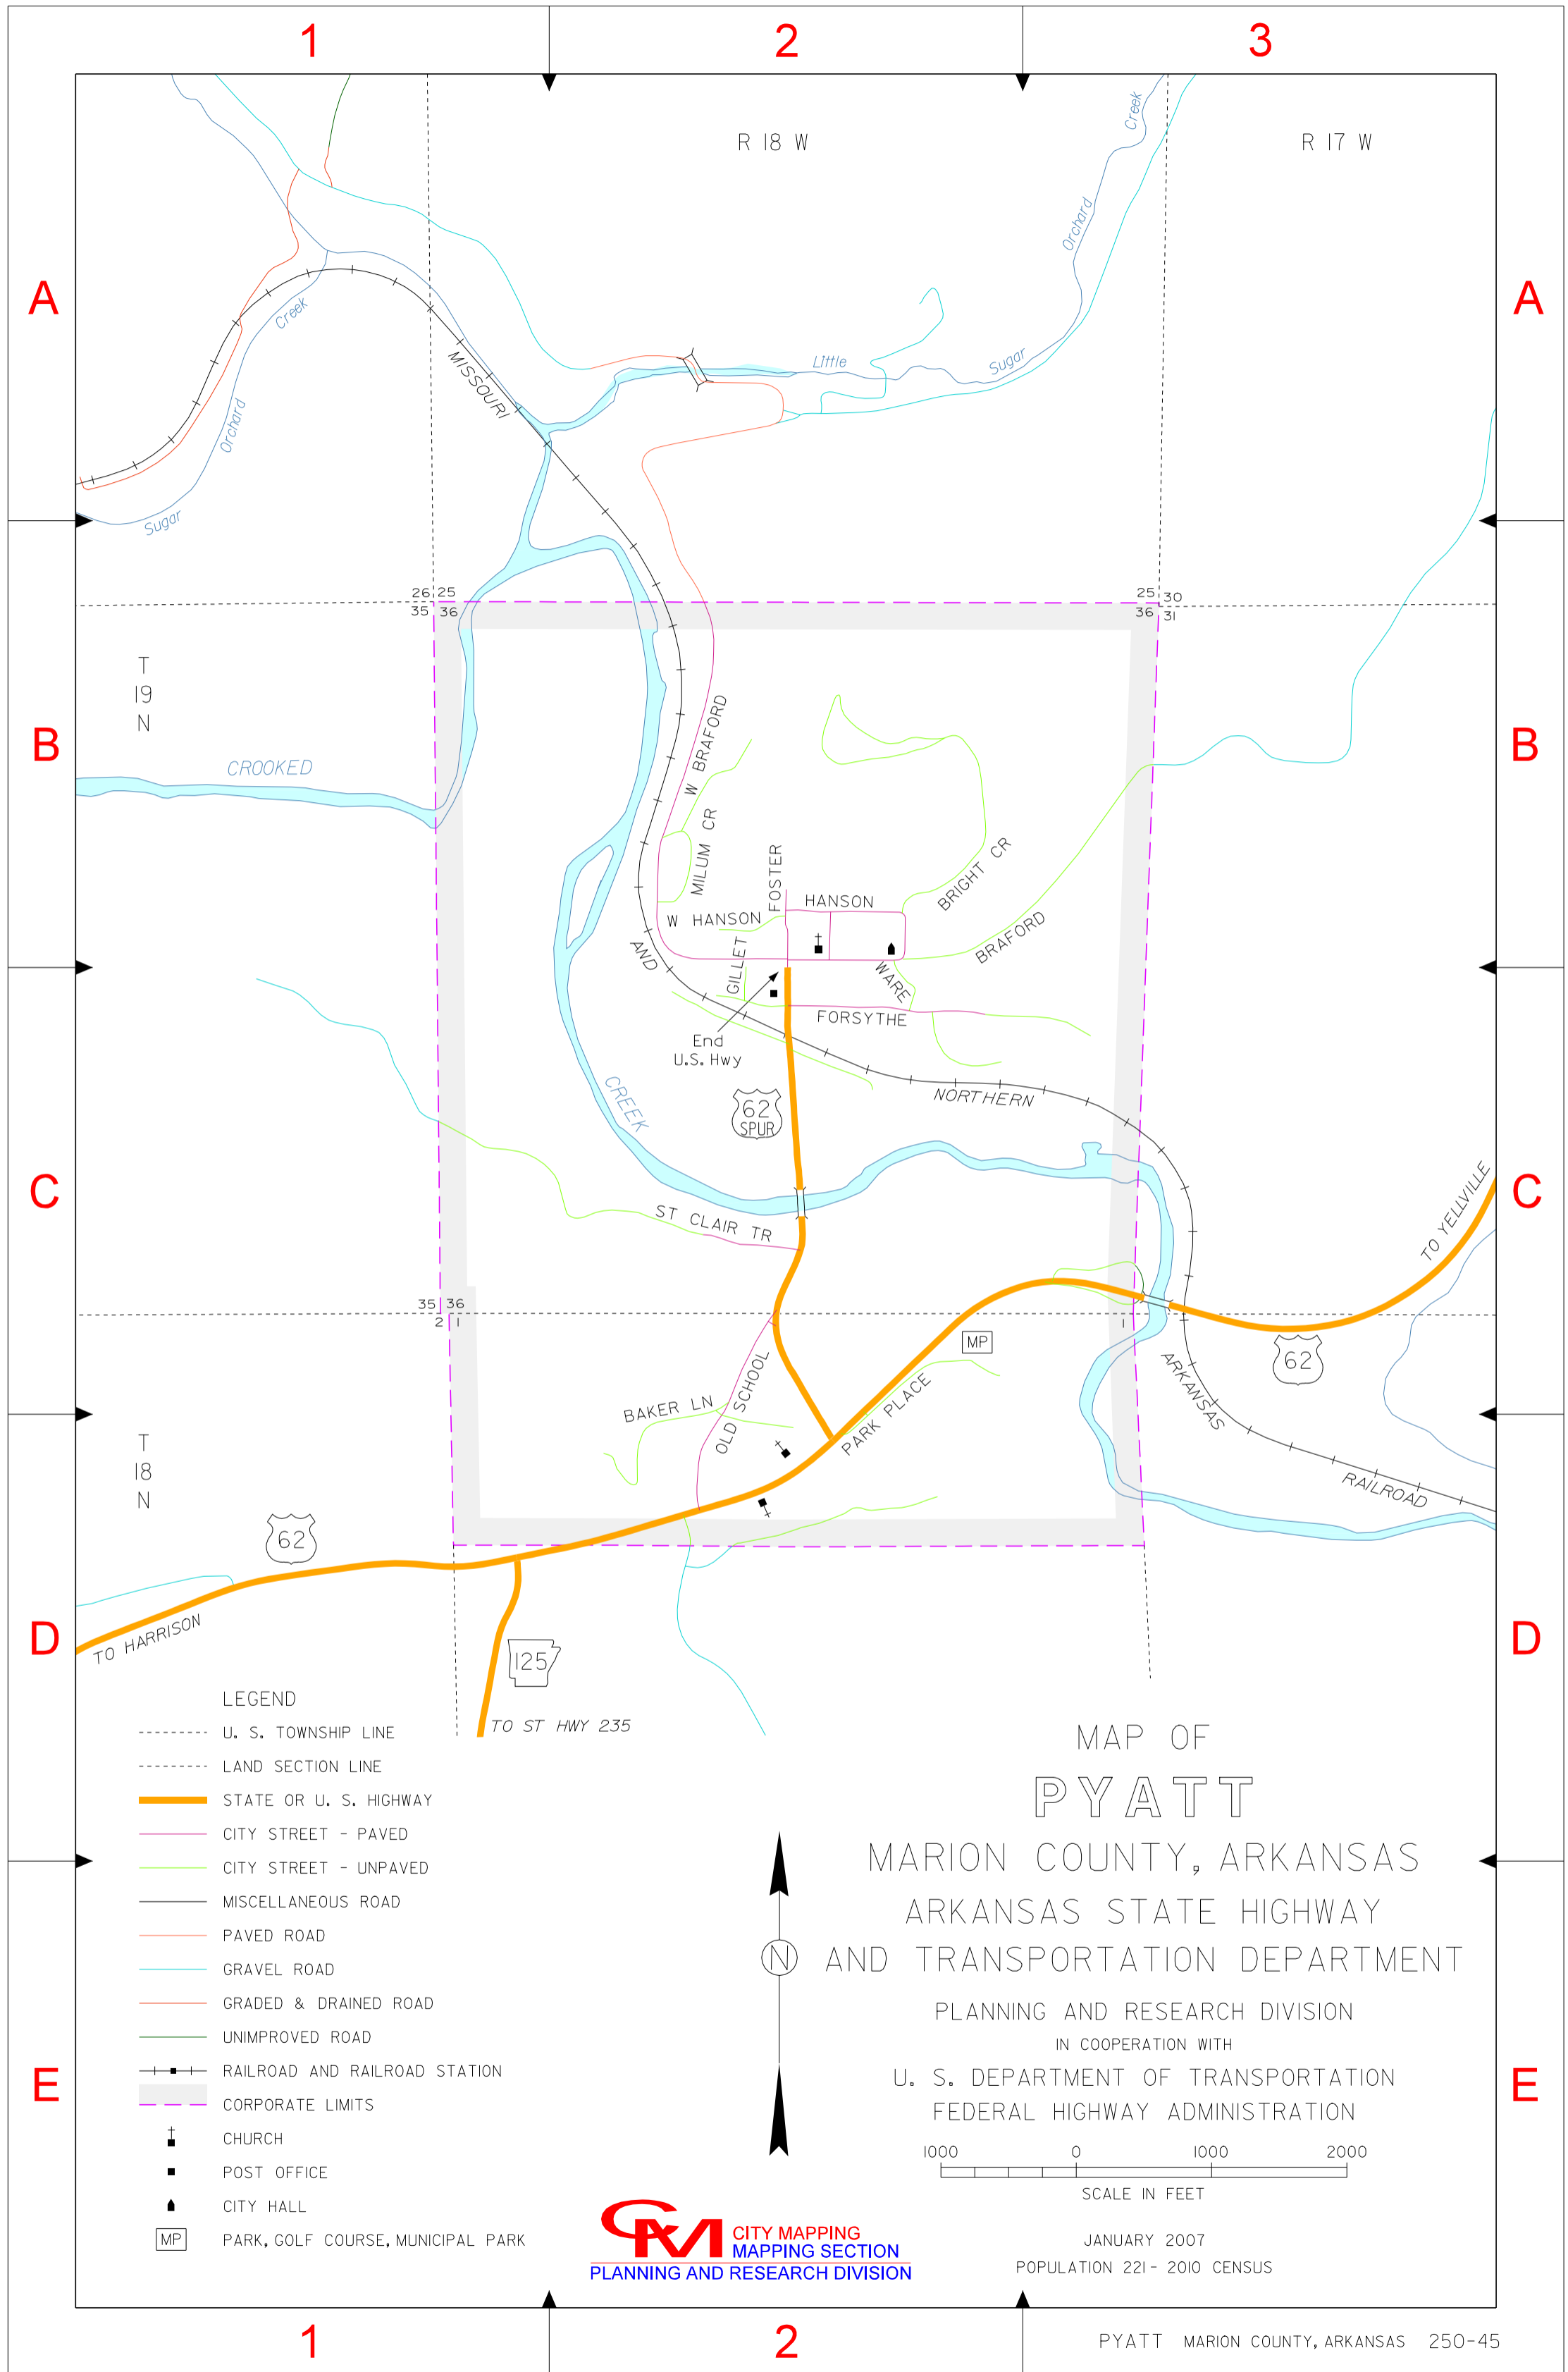 1
2
3
R 18 W
R 17 W
Creek
Orchard
A
A
Creek
MISSOURI
Little
Sugar
Orchard
Sugar
26 25
35 36
25 30
36 31
T
19
N
B
B
CROOKED
W BRAFORD
MILUM CR
FOSTER
BRIGHT CR
HANSON
W HANSON
BRAFORD
AND
GILLET
WARE
FORSYTHE
End
U.S. Hwy
NORTHERN
CREEK
62
SPUR
C
C
TO YELLVILLE
ST CLAIR TR
35 36
2 1
1
MP
62
ARKANSAS
OLD SCHOOL
PARK PLACE
BAKER LN
T
18
N
RAILROAD
62
D
D
TO HARRISON
125
TO ST HWY 235
LEGEND
U. S. TOWNSHIP LINE
LAND SECTION LINE
STATE OR U. S. HIGHWAY
CITY STREET - PAVED
CITY STREET - UNPAVED
MISCELLANEOUS ROAD
PAVED ROAD
GRAVEL ROAD
GRADED & DRAINED ROAD
UNIMPROVED ROAD
RAILROAD AND RAILROAD STATION
CORPORATE LIMITS
CHURCH
POST OFFICE
CITY HALL
MP PARK, GOLF COURSE, MUNICIPAL PARK
E
E
N
MAP OF
PYATT
MARION COUNTY, ARKANSAS
ARKANSAS STATE HIGHWAY
AND TRANSPORTATION DEPARTMENT
PLANNING AND RESEARCH DIVISION
IN COOPERATION WITH
U. S. DEPARTMENT OF TRANSPORTATION
FEDERAL HIGHWAY ADMINISTRATION
1000 0 1000 2000
SCALE IN FEET
JANUARY 2007
POPULATION 221 - 2010 CENSUS
CM
CITY MAPPING
MAPPING SECTION
PLANNING AND RESEARCH DIVISION
1
2
PYATT MARION COUNTY, ARKANSAS 250-45